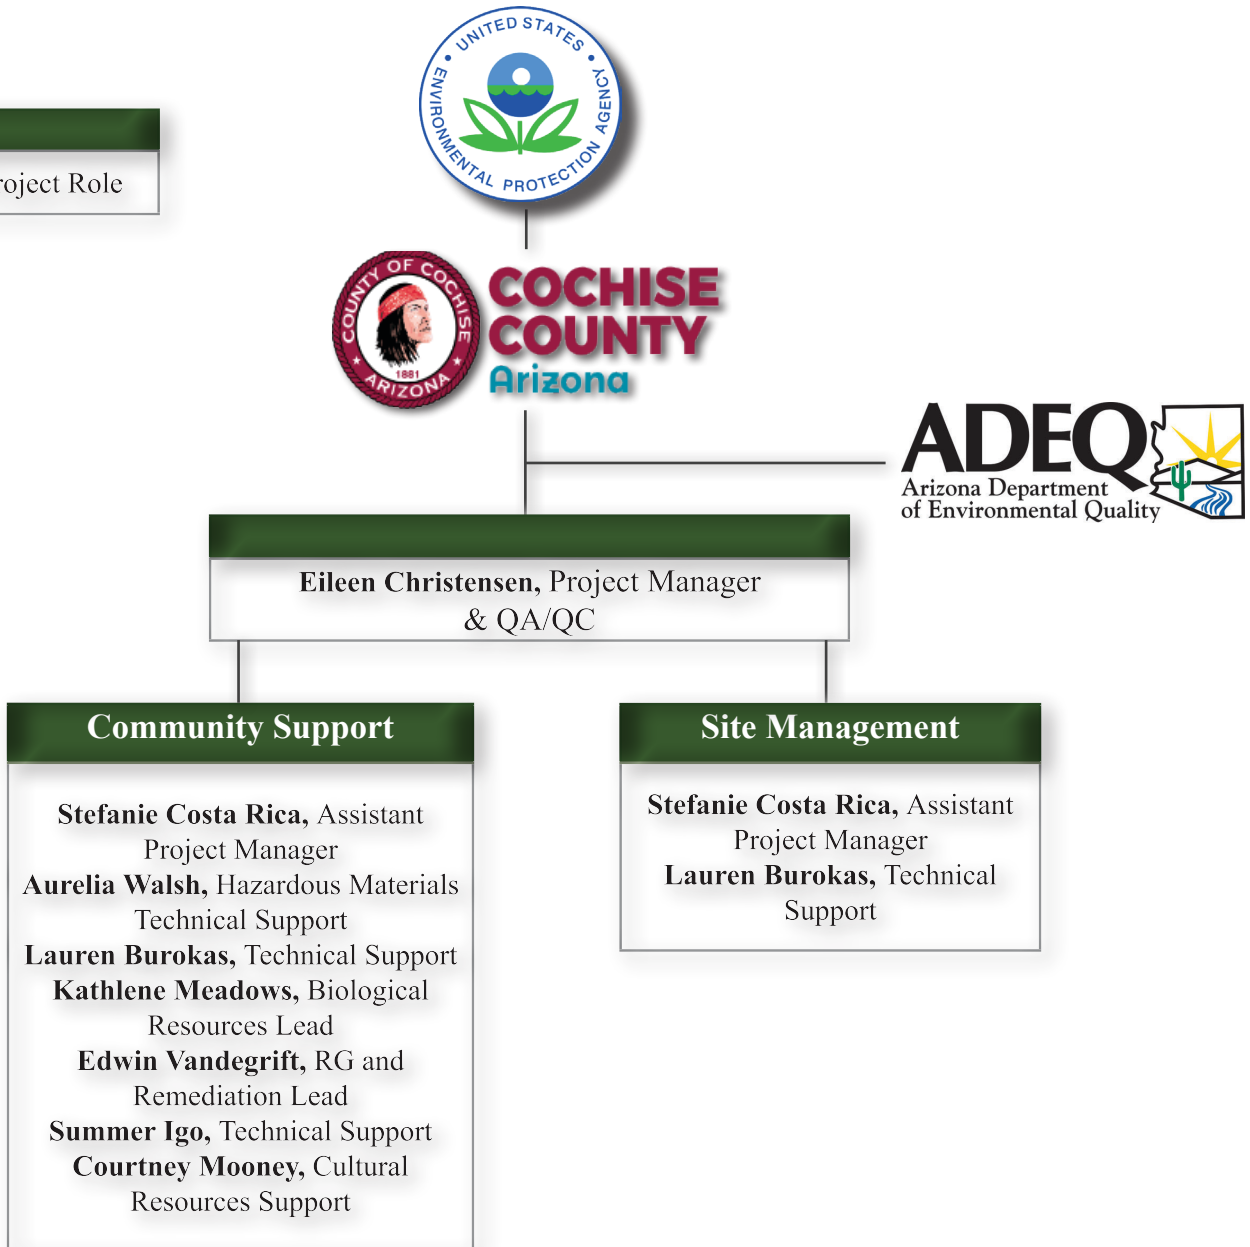 UNITED STATES
ENVIRONMENTAL PROTECTION AGENCY
Project Role
COUNTY OF COCHISE
1881
ARIZONA
COCHISE
COUNTY
Arizona
ADEQ
Arizona Department
of Environmental Quality
Eileen Christensen, Project Manager
& QA/QC
Community Support
Stefanie Costa Rica, Assistant
Project Manager
Aurelia Walsh, Hazardous Materials
Technical Support
Lauren Burokas, Technical Support
Kathlene Meadows, Biological
Resources Lead
Edwin Vandegrift, RG and
Remediation Lead
Summer Igo, Technical Support
Courtney Mooney, Cultural
Resources Support
Site Management
Stefanie Costa Rica, Assistant
Project Manager
Lauren Burokas, Technical
Support